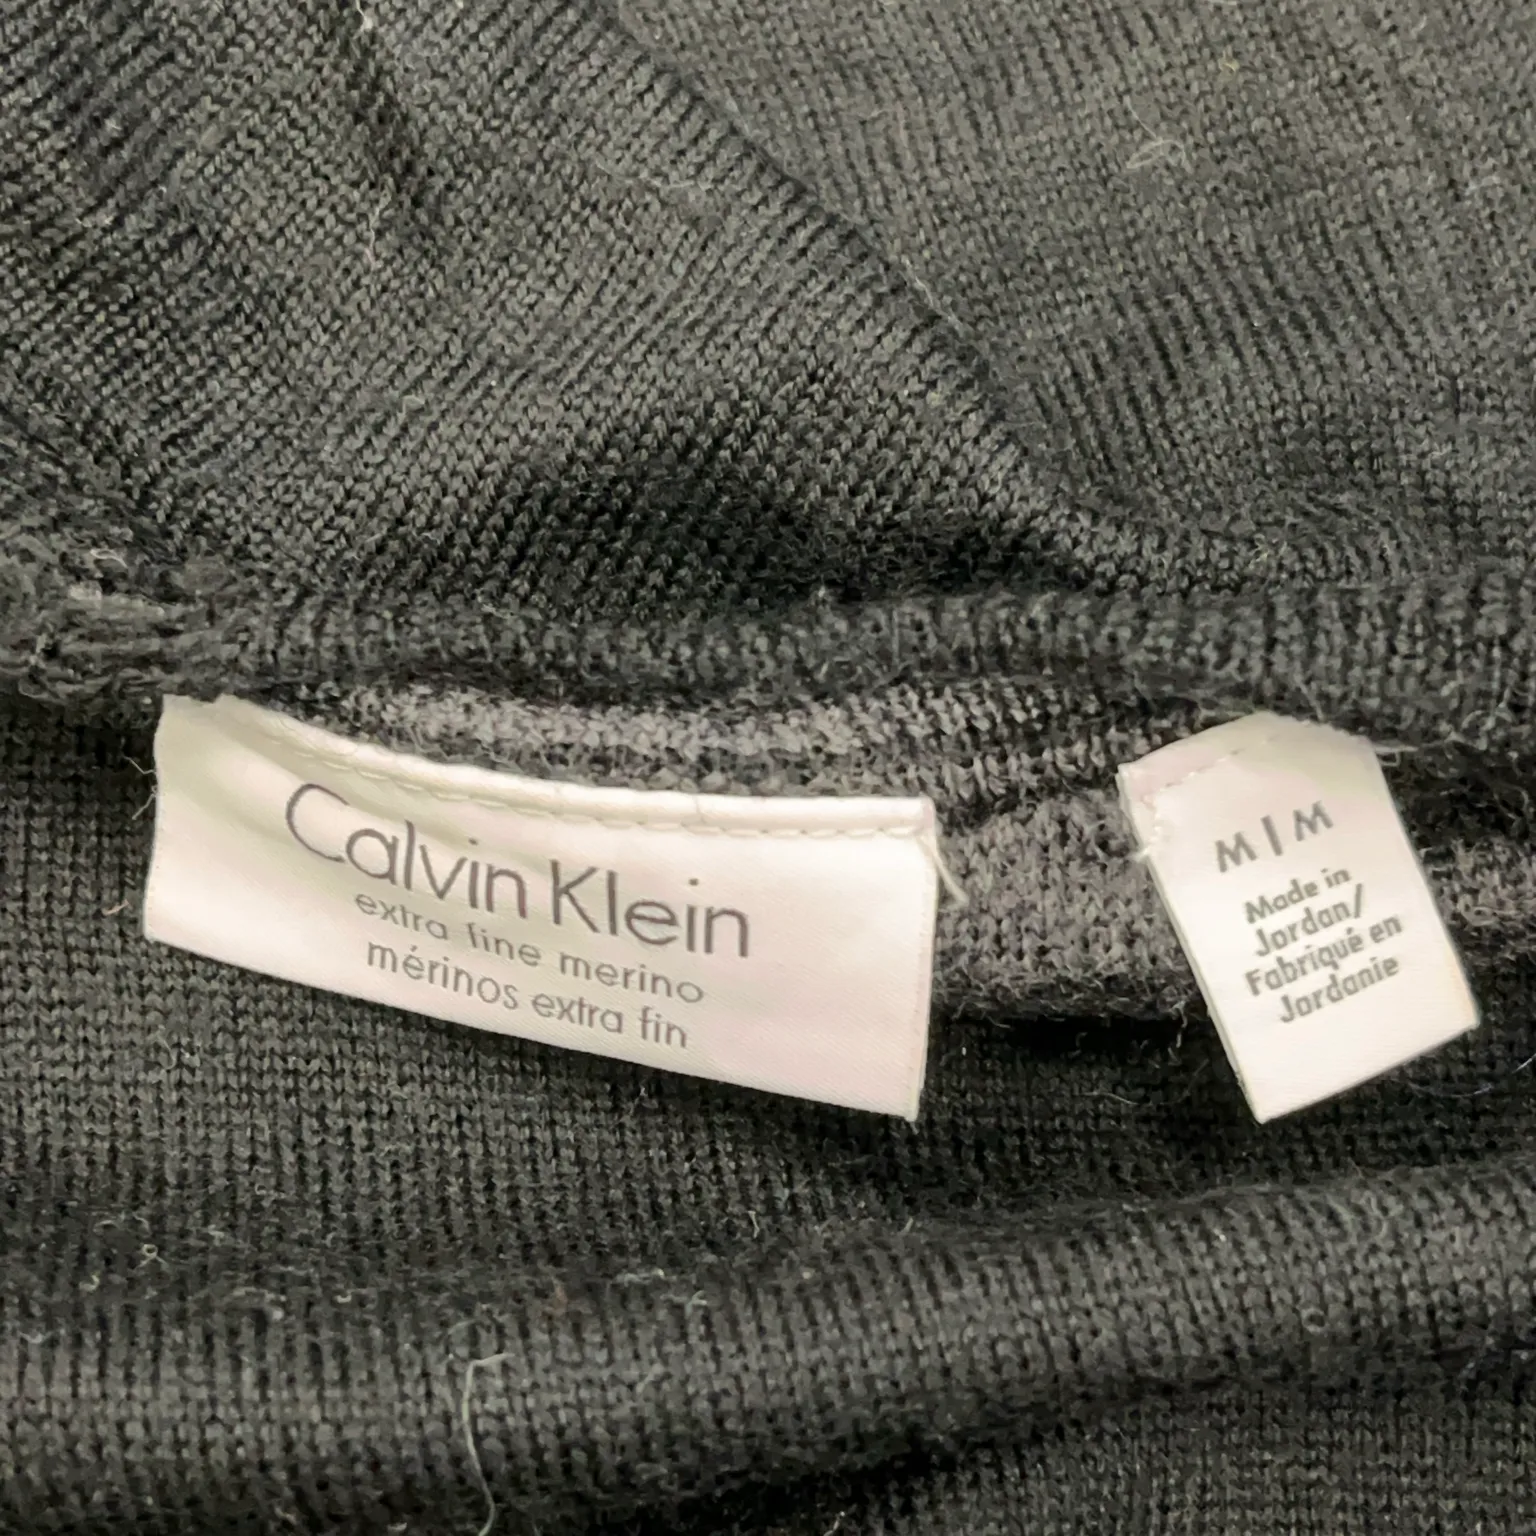 Calvin Klein
extra fine merino
mérinos extra fin
M | M
Made in
Jordan/
Fabriqué en
Jordanie